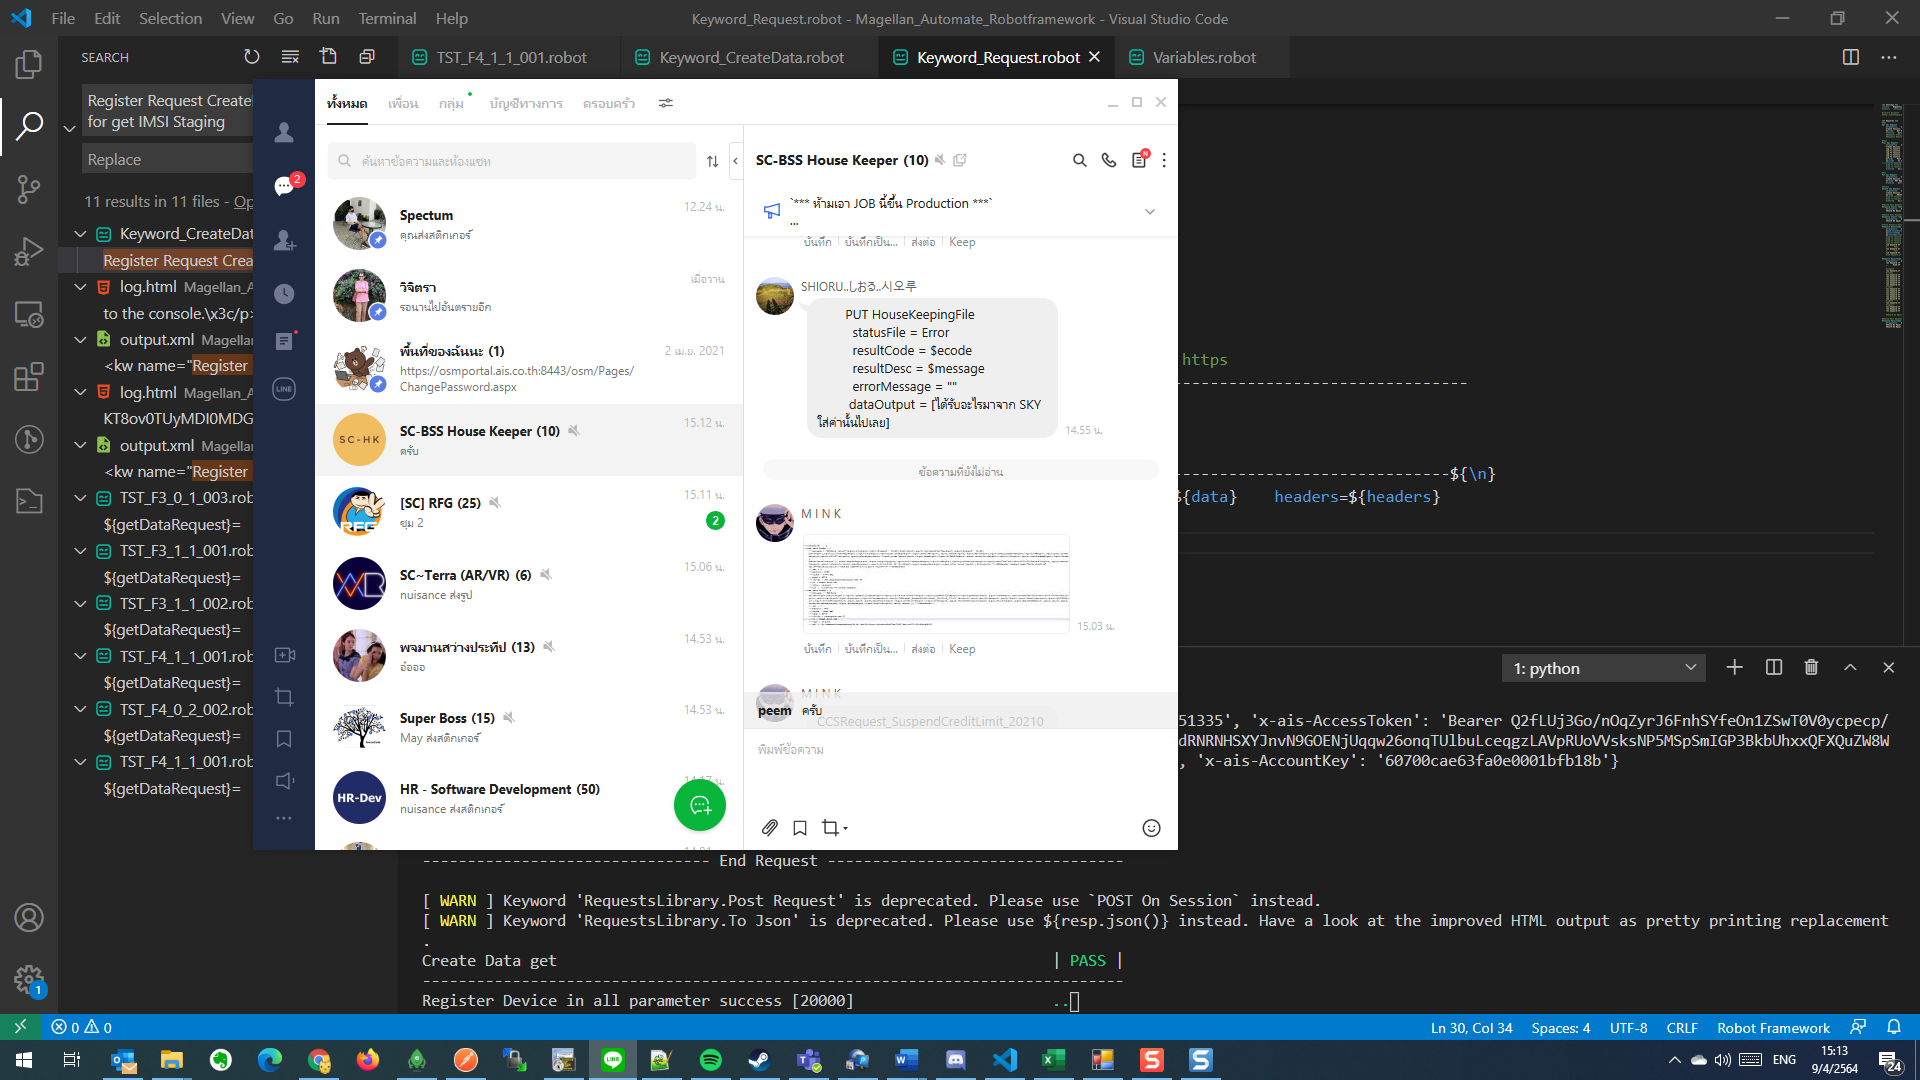 File Edit Selection View Go Run Terminal Help
Keyword_Request.robot - Magellan_Automate_Robotframework - Visual Studio Code
SEARCH
TST_F4_1_1_001.robot
Keyword_CreateData.robot
Keyword_Request.robot
Variables.robot
Register Request Create
for get IMSI Staging
Replace
11 results in 11 files - Op
Keyword_CreateDat
Register Request Crea
log.html Magellan_A
to the console.\x3c/p>
output.xml Magellan
<kw name="Register
log.html Magellan_A
KT8ov0TUyMDI0MDG
output.xml Magellan
<kw name="Register
TST_F3_0_1_003.rob
${getDataRequest}=
TST_F3_1_1_001.rob
${getDataRequest}=
TST_F3_1_1_002.rob
${getDataRequest}=
TST_F4_1_1_001.rob
${getDataRequest}=
TST_F4_0_2_002.rob
${getDataRequest}=
TST_F4_1_1_001.rob
${getDataRequest}=
2
LINE
ทั้งหมด เพื่อน กลุ่ม บัญชีทางการ ครอบครัว
ค้นหาข้อความและห้องแชท
Spectum 12.24 น.
คุณส่งสติกเกอร์
วิจิตรา เมื่อวาน
รอนานไปอันตรายอีก
พื้นที่ของฉันนะ (1) 2 เม.ย. 2021
https://osmportal.ais.co.th:8443/osm/Pages/
ChangePassword.aspx
SC-HK
SC-BSS House Keeper (10) 15.12 น.
ครับ
RFG
[SC] RFG (25) 15.11 น.
ซุม 2
2
SC~Terra (AR/VR) (6) 15.06 น.
nuisance ส่งรูป
พจมานสว่างประทีป (13) 14.53 น.
อ๋อออ
Super Boss (15) 14.53 น.
May ส่งสติกเกอร์
HR-Dev
HR - Software Development (50) 14.17 น.
nuisance ส่งสติกเกอร์
SC-BSS House Keeper (10)
N
`*** ห้ามเอา JOB นี้ขึ้น Production ***`
...
บันทึก บันทึกเป็น... ส่งต่อ Keep
SHIORU..しおる..시오루
PUT HouseKeepingFile
statusFile = Error
resultCode = $ecode
resultDesc = $message
errorMessage = ""
dataOutput = [ได้รับอะไรมาจาก SKY
ใส่ค่านั้นไปเลย]
14.55 น.
ข้อความที่ยังไม่อ่าน
M I N K
15.03 น.
บันทึก บันทึกเป็น... ส่งต่อ Keep
M I N K
peem ครับ
CCSRequest_SuspendCreditLimit_20210
พิมพ์ข้อความ
https
-----------------------------${\n}
${data} headers=${headers}
1: python
51335', 'x-ais-AccessToken': 'Bearer Q2fLUj3Go/nOqZyrJ6FnhSYfeOn1ZSwT0V0ycpecp/
dRNRNHSXYJnvN9GOENjUqqw26onqTUlbuLceqgzLAVpRUoVVsksNP5MSpSmIGP3BkbUhxxQFXQuZW8W
, 'x-ais-AccountKey': '60700cae63fa0e0001bfb18b'}
-------------------------------- End Request ---------------------------------
[ WARN ] Keyword 'RequestsLibrary.Post Request' is deprecated. Please use `POST On Session` instead.
[ WARN ] Keyword 'RequestsLibrary.To Json' is deprecated. Please use ${resp.json()} instead. Have a look at the improved HTML output as pretty printing replacement
.
Create Data get | PASS |
------------------------------------------------------------------------------
Register Device in all parameter success [20000] ..
1
0 0
Ln 30, Col 34 Spaces: 4 UTF-8 CRLF Robot Framework
ENG
15:13
9/4/2564
24